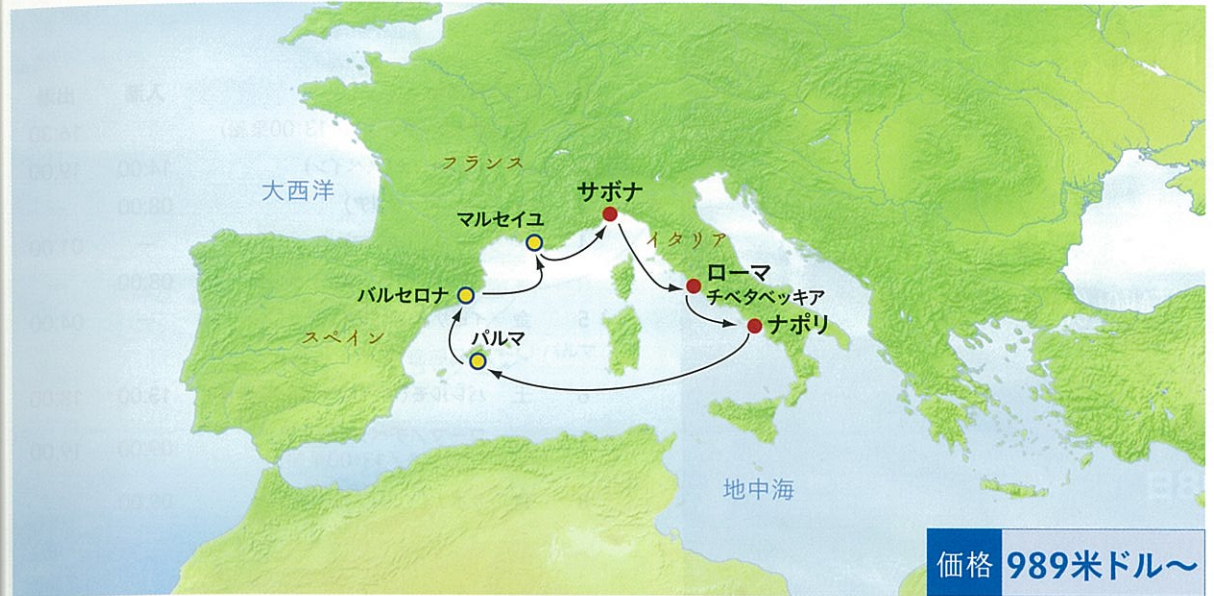 フランス
大西洋
サボナ
マルセイユ
イタリア
ローマ
チベタベッキア
バルセロナ
ナポリ
スペイン
パルマ
地中海
価格 989米ドル〜